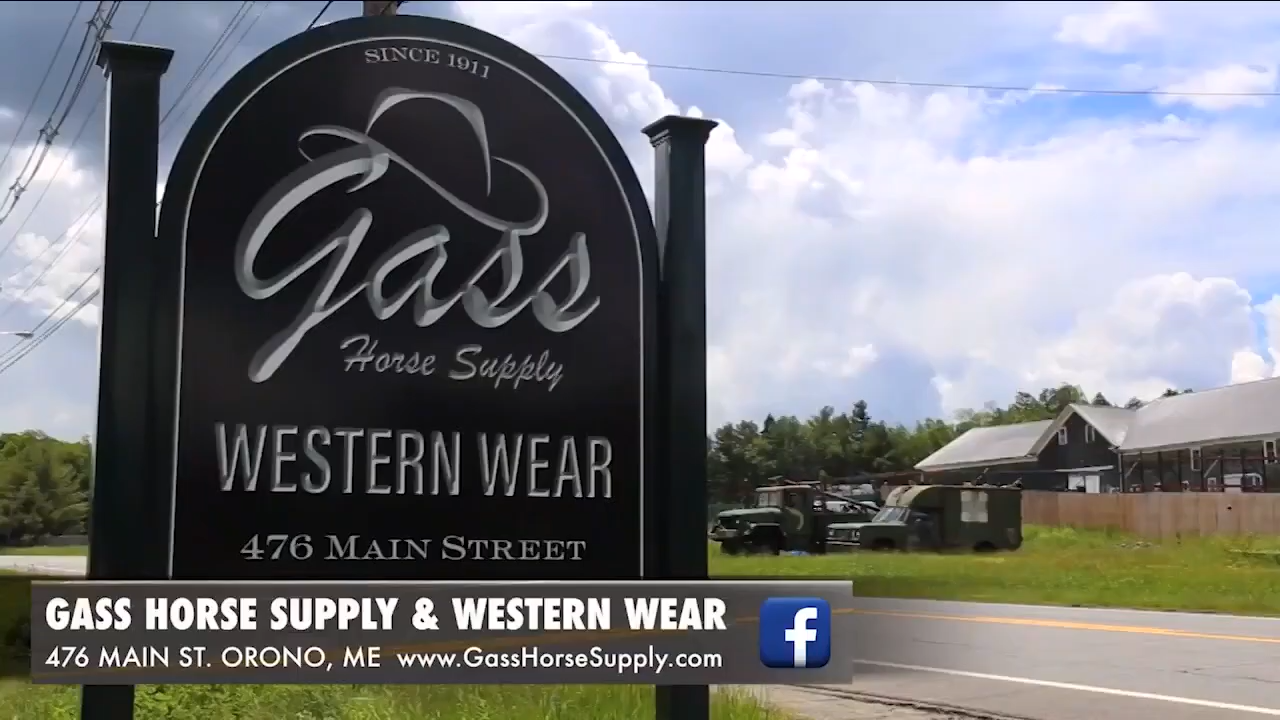 SINCE 1911
Gass
Horse Supply
WESTERN WEAR
476 MAIN STREET
GASS HORSE SUPPLY & WESTERN WEAR
476 MAIN ST. ORONO, ME www.GassHorseSupply.com
f